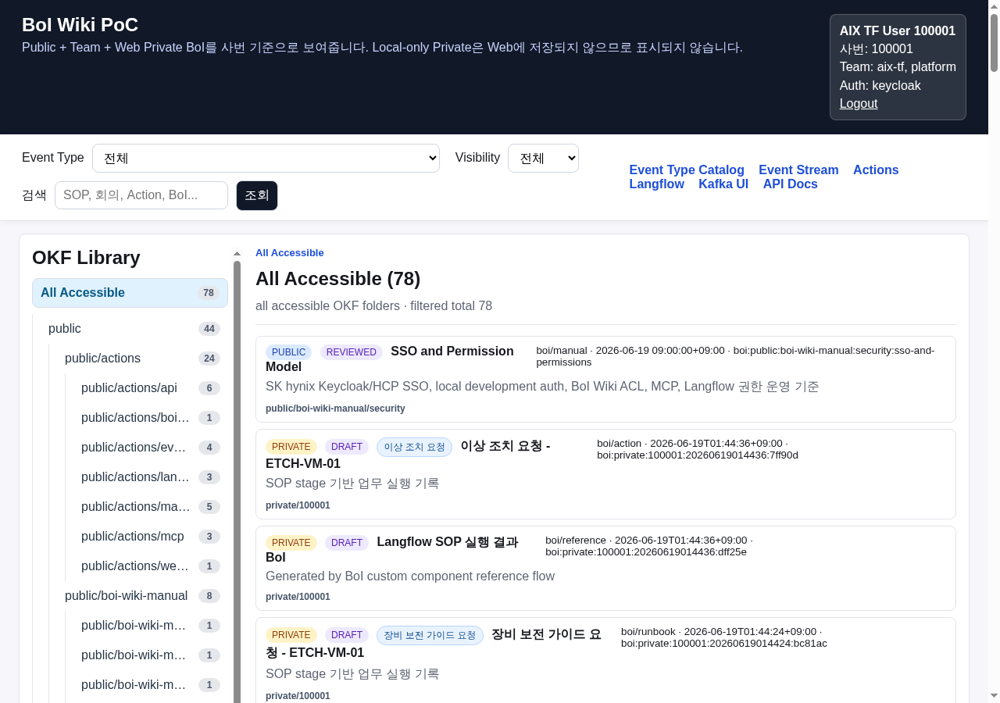 BoI Wiki PoC
Public + Team + Web Private BoI를 사번 기준으로 보여줍니다. Local-only Private은 Web에 저장되지 않으므로 표시되지 않습니다.
AIX TF User 100001
사번: 100001
Team: aix-tf, platform
Auth: keycloak
Logout
Event Type 전체 Visibility 전체
검색 SOP, 회의, Action, BoI... 조회
Event Type Catalog Event Stream Actions
Langflow Kafka UI API Docs
OKF Library
All Accessible 78
public 44
public/actions 24
public/actions/api 6
public/actions/boi... 1
public/actions/ev... 4
public/actions/lan... 3
public/actions/ma... 5
public/actions/mcp 3
public/actions/we... 1
public/boi-wiki-manual 8
public/boi-wiki-m... 1
public/boi-wiki-m... 1
public/boi-wiki-m... 1
All Accessible
All Accessible (78)
all accessible OKF folders · filtered total 78
PUBLIC REVIEWED SSO and Permission
Model
boi/manual · 2026-06-19 09:00:00+09:00 · boi:public:boi-wiki-manual:security:sso-and-
permissions
SK hynix Keycloak/HCP SSO, local development auth, BoI Wiki ACL, MCP, Langflow 권한 운영 기준
public/boi-wiki-manual/security
PRIVATE DRAFT 이상 조치 요청 이상 조치 요청 -
ETCH-VM-01
boi/action · 2026-06-19T01:44:36+09:00 ·
boi:private:100001:20260619014436:7ff90d
SOP stage 기반 업무 실행 기록
private/100001
PRIVATE DRAFT Langflow SOP 실행 결과
BoI
boi/reference · 2026-06-19T01:44:36+09:00 ·
boi:private:100001:20260619014436:dff25e
Generated by BoI custom component reference flow
private/100001
PRIVATE DRAFT 장비 보전 가이드 요청 장비 보전 가이드 요
청 - ETCH-VM-01
boi/runbook · 2026-06-19T01:44:24+09:00 ·
boi:private:100001:20260619014424:bc81ac
SOP stage 기반 업무 실행 기록
private/100001